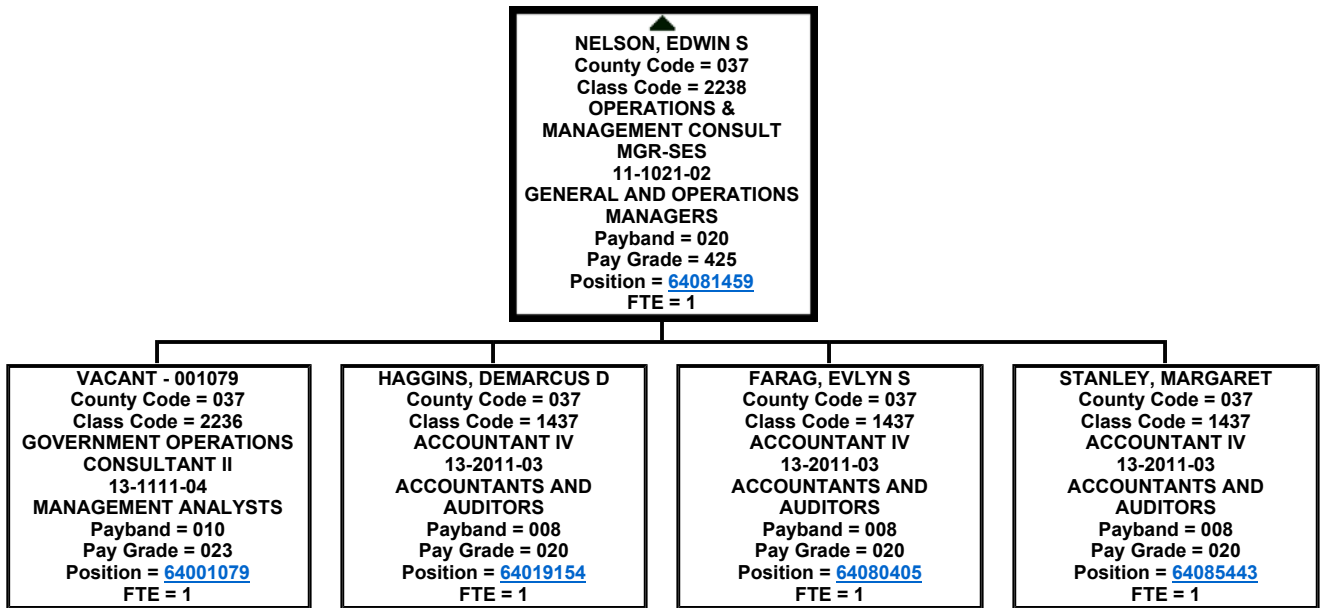 NELSON, EDWIN S
County Code = 037
Class Code = 2238
OPERATIONS &
MANAGEMENT CONSULT
MGR-SES
11-1021-02
GENERAL AND OPERATIONS
MANAGERS
Payband = 020
Pay Grade = 425
Position = 64081459
FTE = 1
VACANT - 001079
County Code = 037
Class Code = 2236
GOVERNMENT OPERATIONS
CONSULTANT II
13-1111-04
MANAGEMENT ANALYSTS
Payband = 010
Pay Grade = 023
Position = 64001079
FTE = 1
HAGGINS, DEMARCUS D
County Code = 037
Class Code = 1437
ACCOUNTANT IV
13-2011-03
ACCOUNTANTS AND
AUDITORS
Payband = 008
Pay Grade = 020
Position = 64019154
FTE = 1
FARAG, EVLYN S
County Code = 037
Class Code = 1437
ACCOUNTANT IV
13-2011-03
ACCOUNTANTS AND
AUDITORS
Payband = 008
Pay Grade = 020
Position = 64080405
FTE = 1
STANLEY, MARGARET
County Code = 037
Class Code = 1437
ACCOUNTANT IV
13-2011-03
ACCOUNTANTS AND
AUDITORS
Payband = 008
Pay Grade = 020
Position = 64085443
FTE = 1